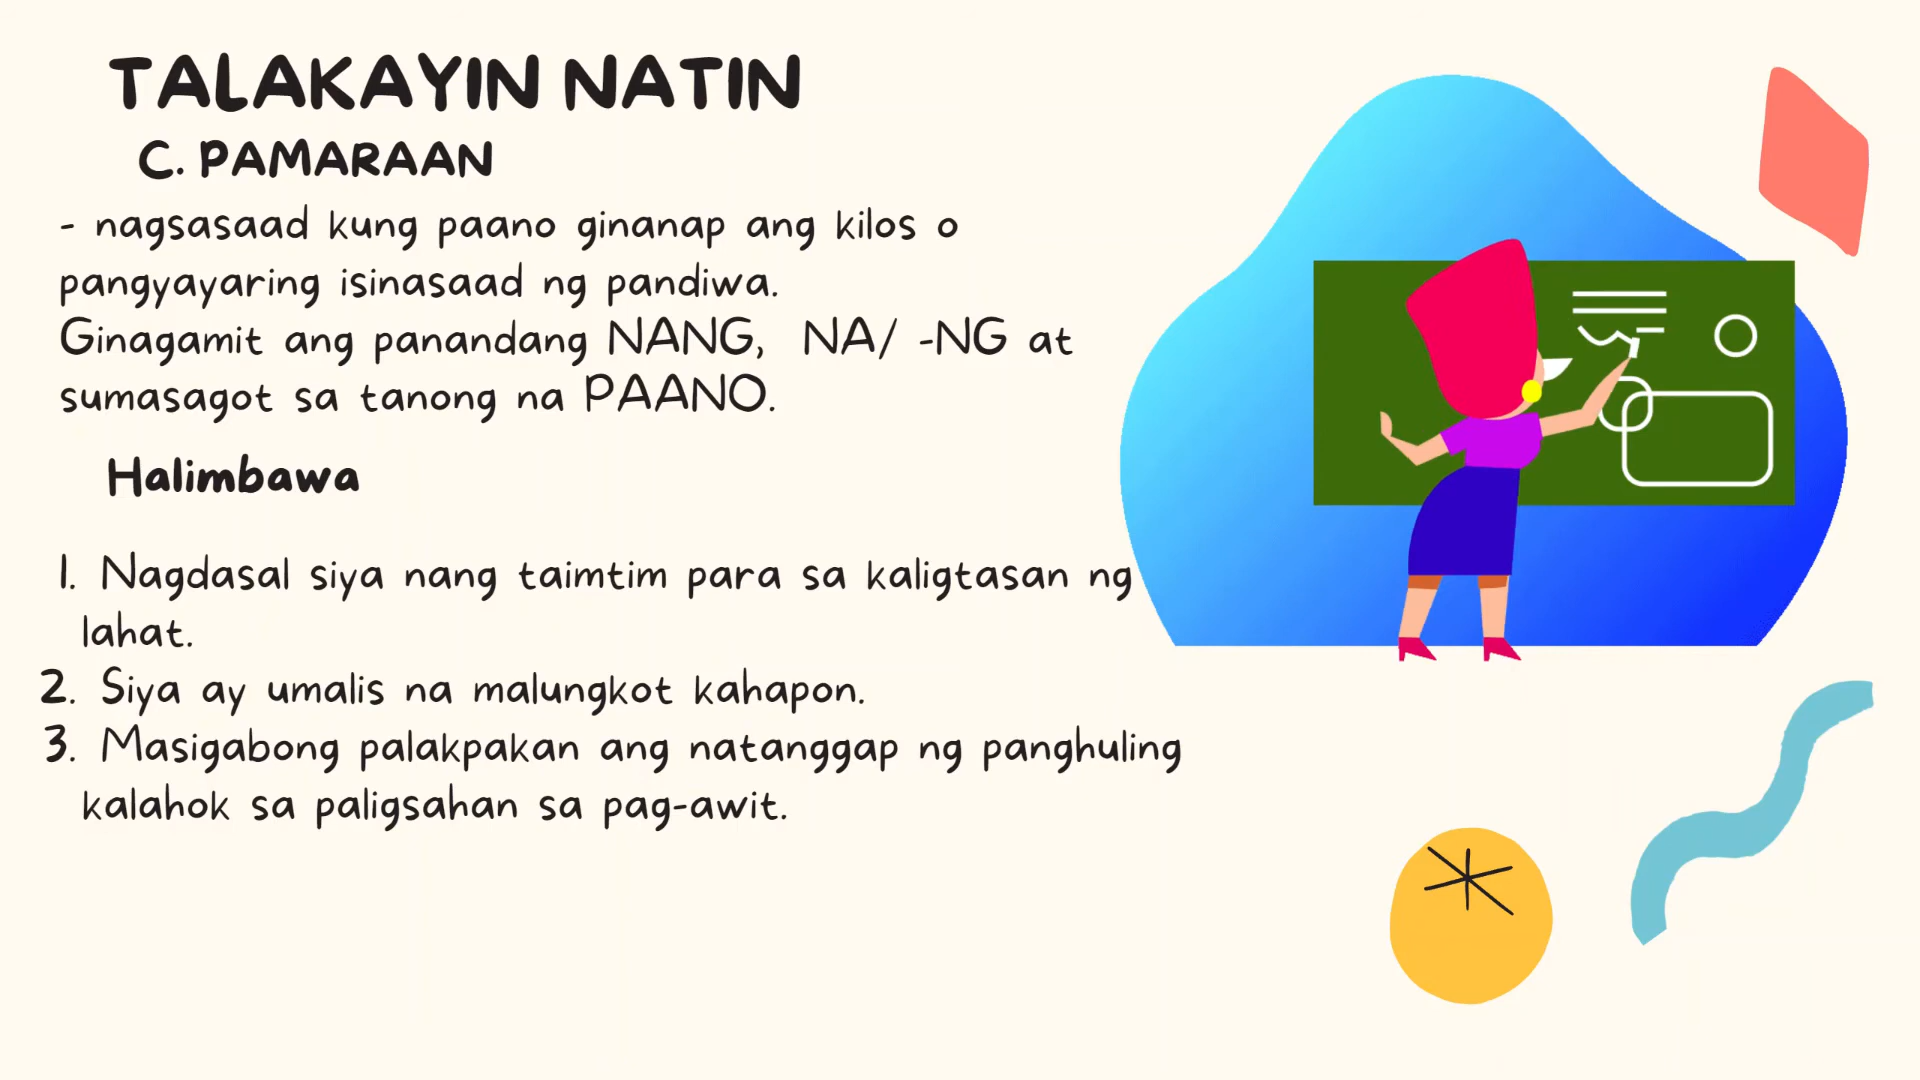 TALAKAYIN NATIN
C. PAMARAAN
- nagsasaad kung paano ginanap ang kilos o
pangyayaring isinasaad ng pandiwa.
Ginagamit ang panandang NANG, NA/ -NG at
sumasagot sa tanong na PAANO.
Halimbawa
1. Nagdasal siya nang taimtim para sa kaligtasan ng
lahat.
2. Siya ay umalis na malungkot kahapon.
3. Masigabong palakpakan ang natanggap ng panghuling
kalahok sa paligsahan sa pag-awit.